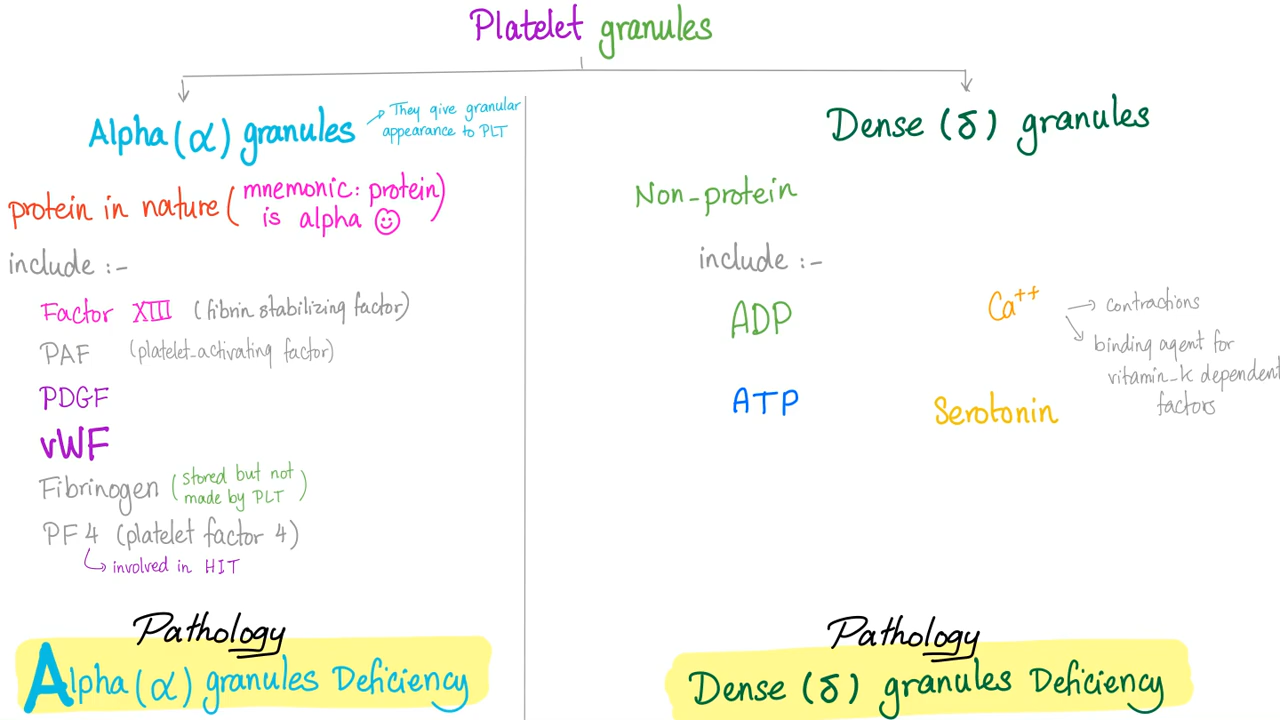 Platelet granules
Alpha (α) granules
They give granular
appearance to PLT
protein in nature (mnemonic: protein)
is alpha ☺
include :-
Factor XIII (fibrin stabilizing factor)
PAF (platelet-activating factor)
PDGF
vWF
Fibrinogen (stored but not
made by PLT)
PF4 (platelet factor 4)
involved in HIT
Pathology
Alpha (α) granules Deficiency
Dense (δ) granules
Non-protein
include :-
ADP
ATP
Ca++
contractions
binding agent for
vitamin-k dependent
factors
Serotonin
Pathology
Dense (δ) granules Deficiency